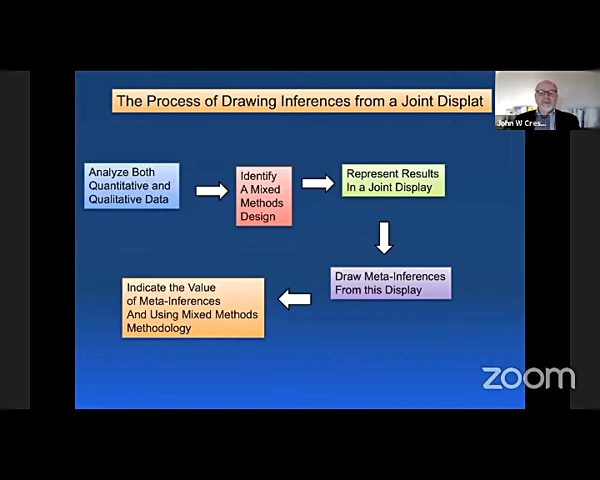 The Process of Drawing Inferences from a Joint Displat
John W Cres...
Analyze Both
Quantitative and
Qualitative Data
Identify
A Mixed
Methods
Design
Represent Results
In a Joint Display
Draw Meta-Inferences
From this Display
Indicate the Value
of Meta-Inferences
And Using Mixed Methods
Methodology
zoom